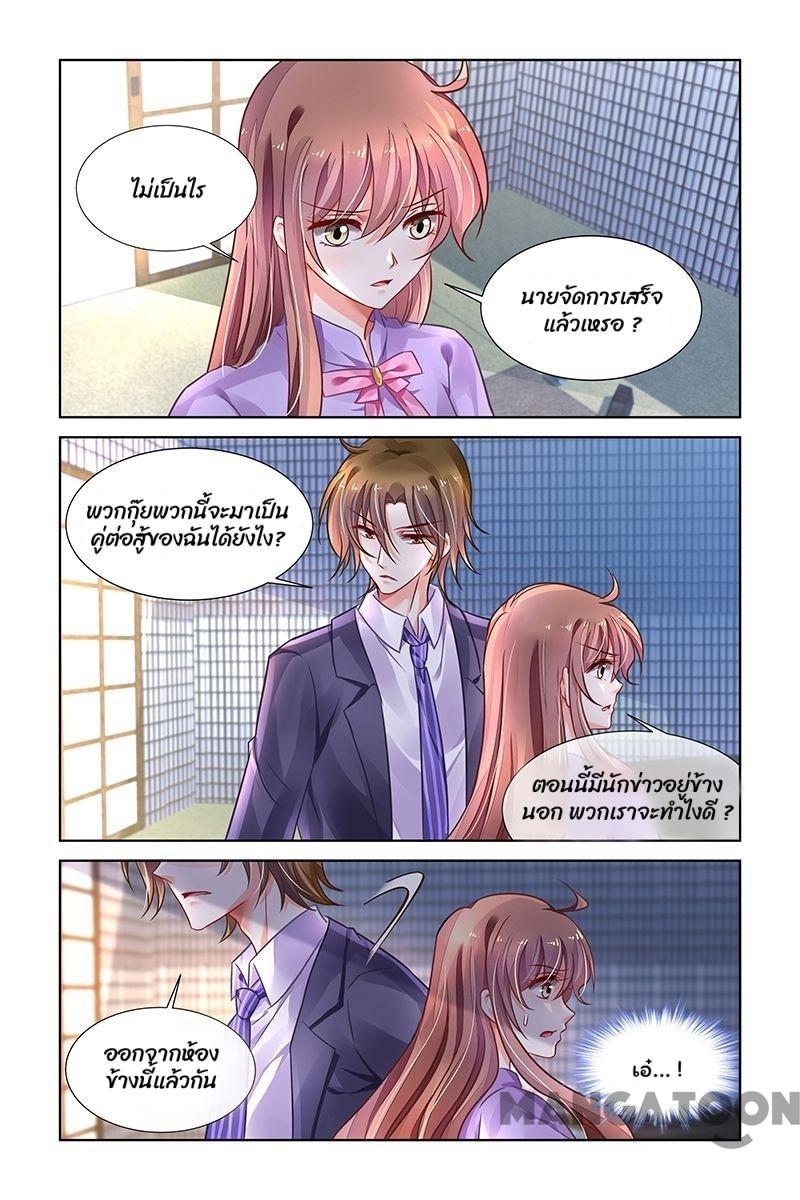 ไม่เป็นไร
นายจัดการเสร็จ
แล้วเหรอ ?
พวกกุ๊ยพวกนี้จะมาเป็น
คู่ต่อสู้ของฉันได้ยังไง?
ตอนนี้มีนักข่าวอยู่ข้าง
นอก พวกเราจะทำไงดี ?
ออกจากห้อง
ข้างนี้แล้วกัน
เอ๋... !
MANGATOON